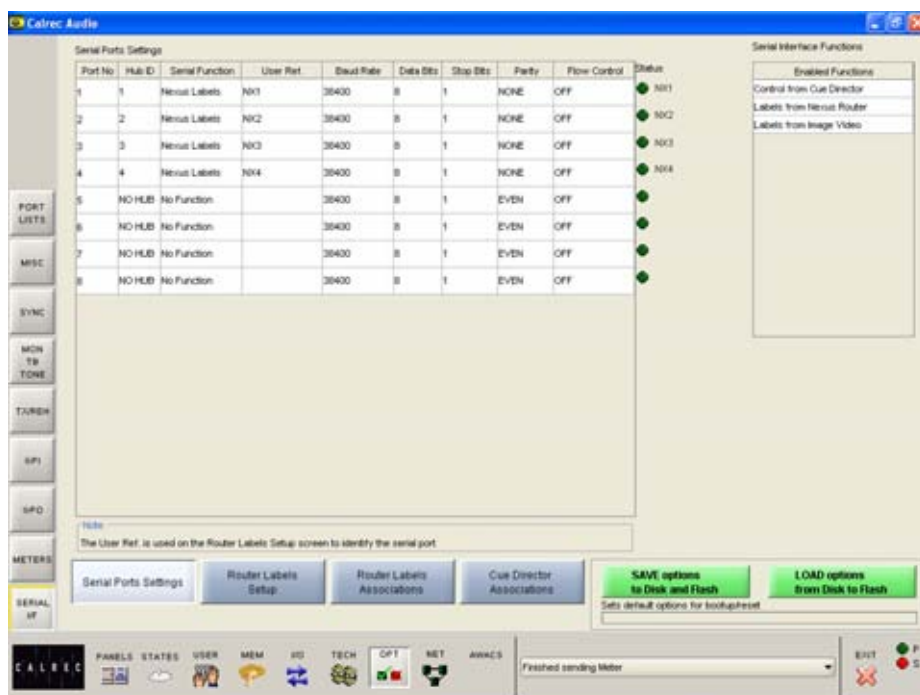 Calrec Audio
Serial Ports Settings
Serial Interface Functions
Port No Hub ID Serial Function User Ref. Baud Rate Data Bits Stop Bits Parity Flow Control Status
Enabled Functions
1 1 Nexus Labels NX1 38400 8 1 NONE OFF NX1
Control from Cue Director
2 2 Nexus Labels NX2 38400 8 1 NONE OFF NX2
Labels from Nexus Router
Labels from Image Video
3 3 Nexus Labels NX3 38400 8 1 NONE OFF NX3
4 4 Nexus Labels NX4 38400 8 1 NONE OFF NX4
5 NO HUB No Function 38400 8 1 EVEN OFF
6 NO HUB No Function 38400 8 1 EVEN OFF
7 NO HUB No Function 38400 8 1 EVEN OFF
8 NO HUB No Function 38400 8 1 EVEN OFF
PORT
LISTS
MISC
SYNC
MON
TB
TONE
TX/REH
GPI
GPO
METERS
SERIAL
I/F
Note
The User Ref. is used on the Router Labels Setup screen to identify the serial port
Serial Ports Settings
Router Labels
Setup
Router Labels
Associations
Cue Director
Associations
SAVE options
to Disk and Flash
LOAD options
from Disk to Flash
Sets default options for bootup/reset
CALREC
PANELS STATES USER MEM I/O TECH OPT NET AWACS
Finished sending Meter
EXIT
P
S